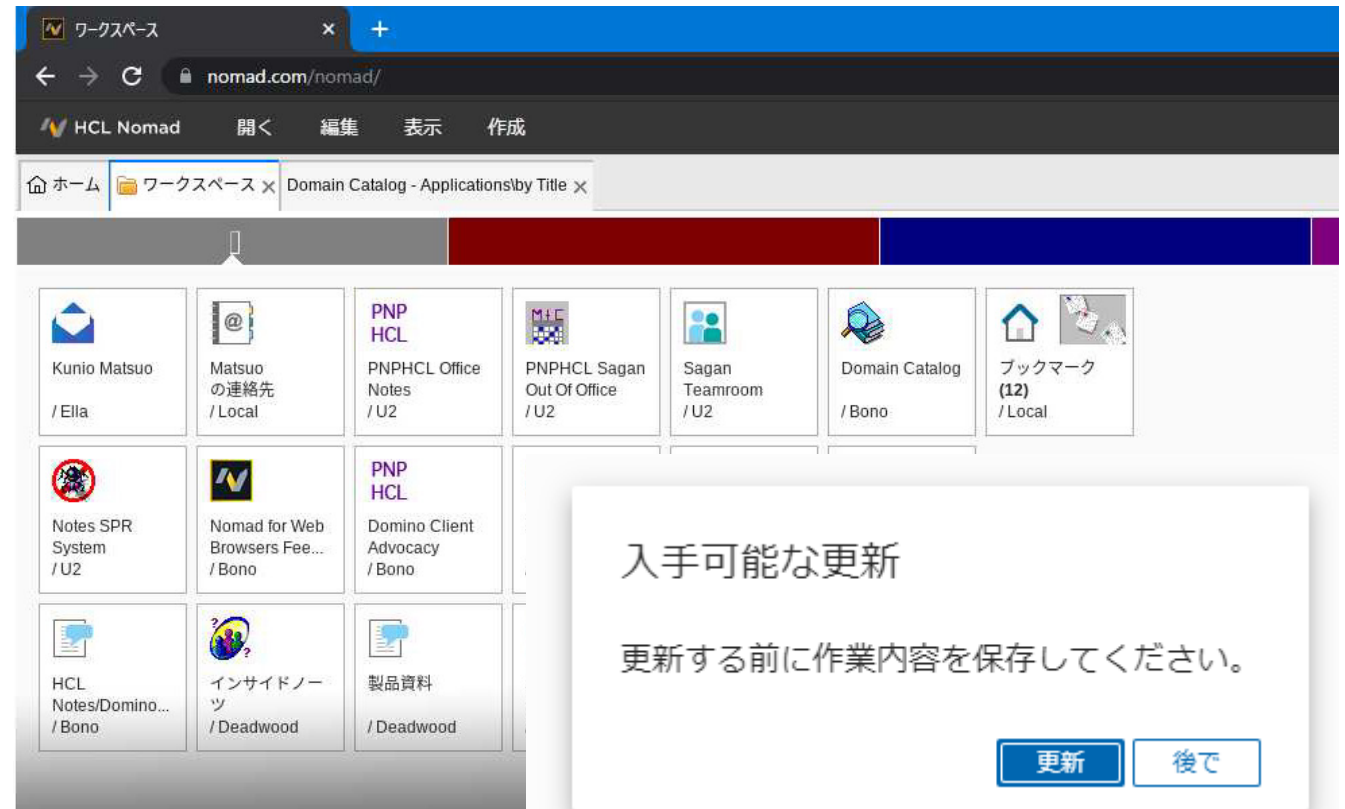 ワークスペース
nomad.com/nomad/
HCL Nomad 開く 編集 表示 作成
ホーム ワークスペース Domain Catalog - Applications\by Title
Kunio Matsuo
/ Ella
@
Matsuo
の連絡先
/ Local
PNP
HCL
PNPHCL Office
Notes
/ U2
M+C
PNPHCL Sagan
Out Of Office
/ U2
Sagan
Teamroom
/ U2
Domain Catalog
/ Bono
ブックマーク
(12)
/ Local
Notes SPR
System
/ U2
Nomad for Web
Browsers Fee...
/ Bono
PNP
HCL
Domino Client
Advocacy
/ Bono
HCL
Notes/Domino...
/ Bono
インサイドノー
ツ
/ Deadwood
製品資料
/ Deadwood
入手可能な更新
更新する前に作業内容を保存してください。
更新 後で